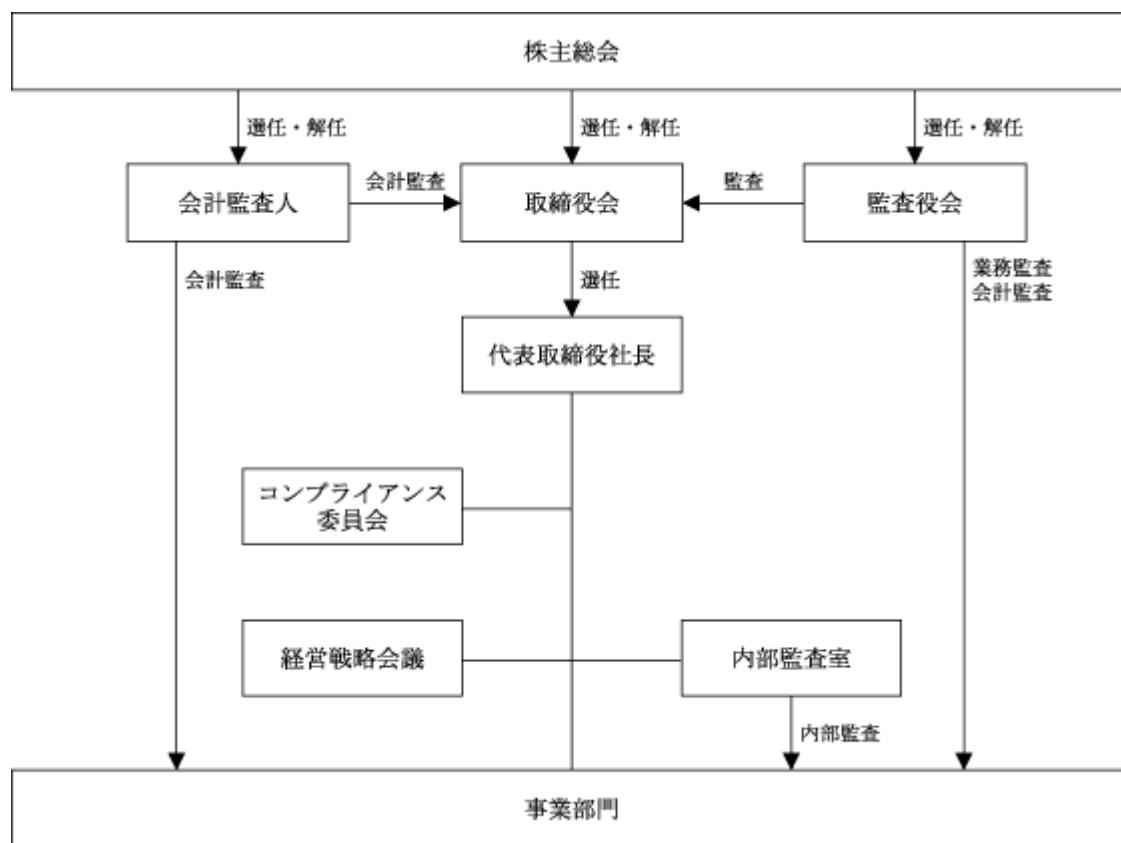 株主総会
選任・解任
選任・解任
選任・解任
会計監査人
会計監査
取締役会
監査
監査役会
会計監査
選任
業務監査
会計監査
代表取締役社長
コンプライアンス
委員会
経営戦略会議
内部監査室
内部監査
事業部門